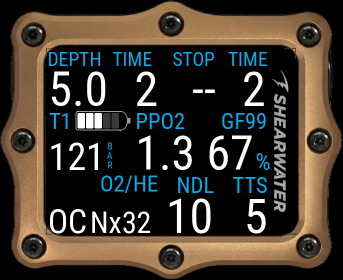 DEPTH TIME STOP TIME
5.0 2 -- 2
T1 PPO2 GF99
121 BAR 1.3 67%
O2/HE NDL TTS
OC Nx32 10 5
SHEARWATER